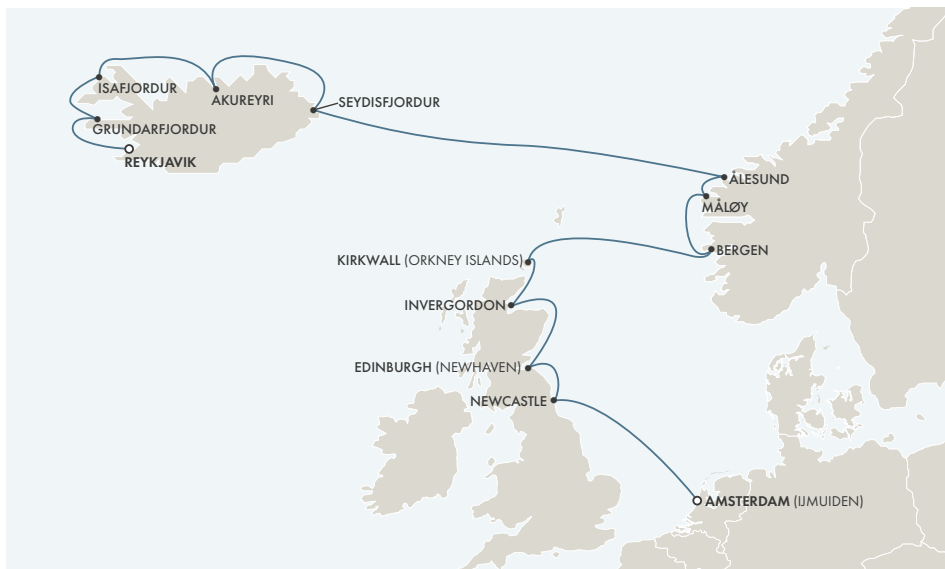 ISAFJORDUR
AKUREYRI
SEYDISFJORDUR
GRUNDARFJORDUR
REYKJAVIK
ÅLESUND
MÅLØY
BERGEN
KIRKWALL (ORKNEY ISLANDS)
INVERGORDON
EDINBURGH (NEWHAVEN)
NEWCASTLE
AMSTERDAM (IJMUIDEN)